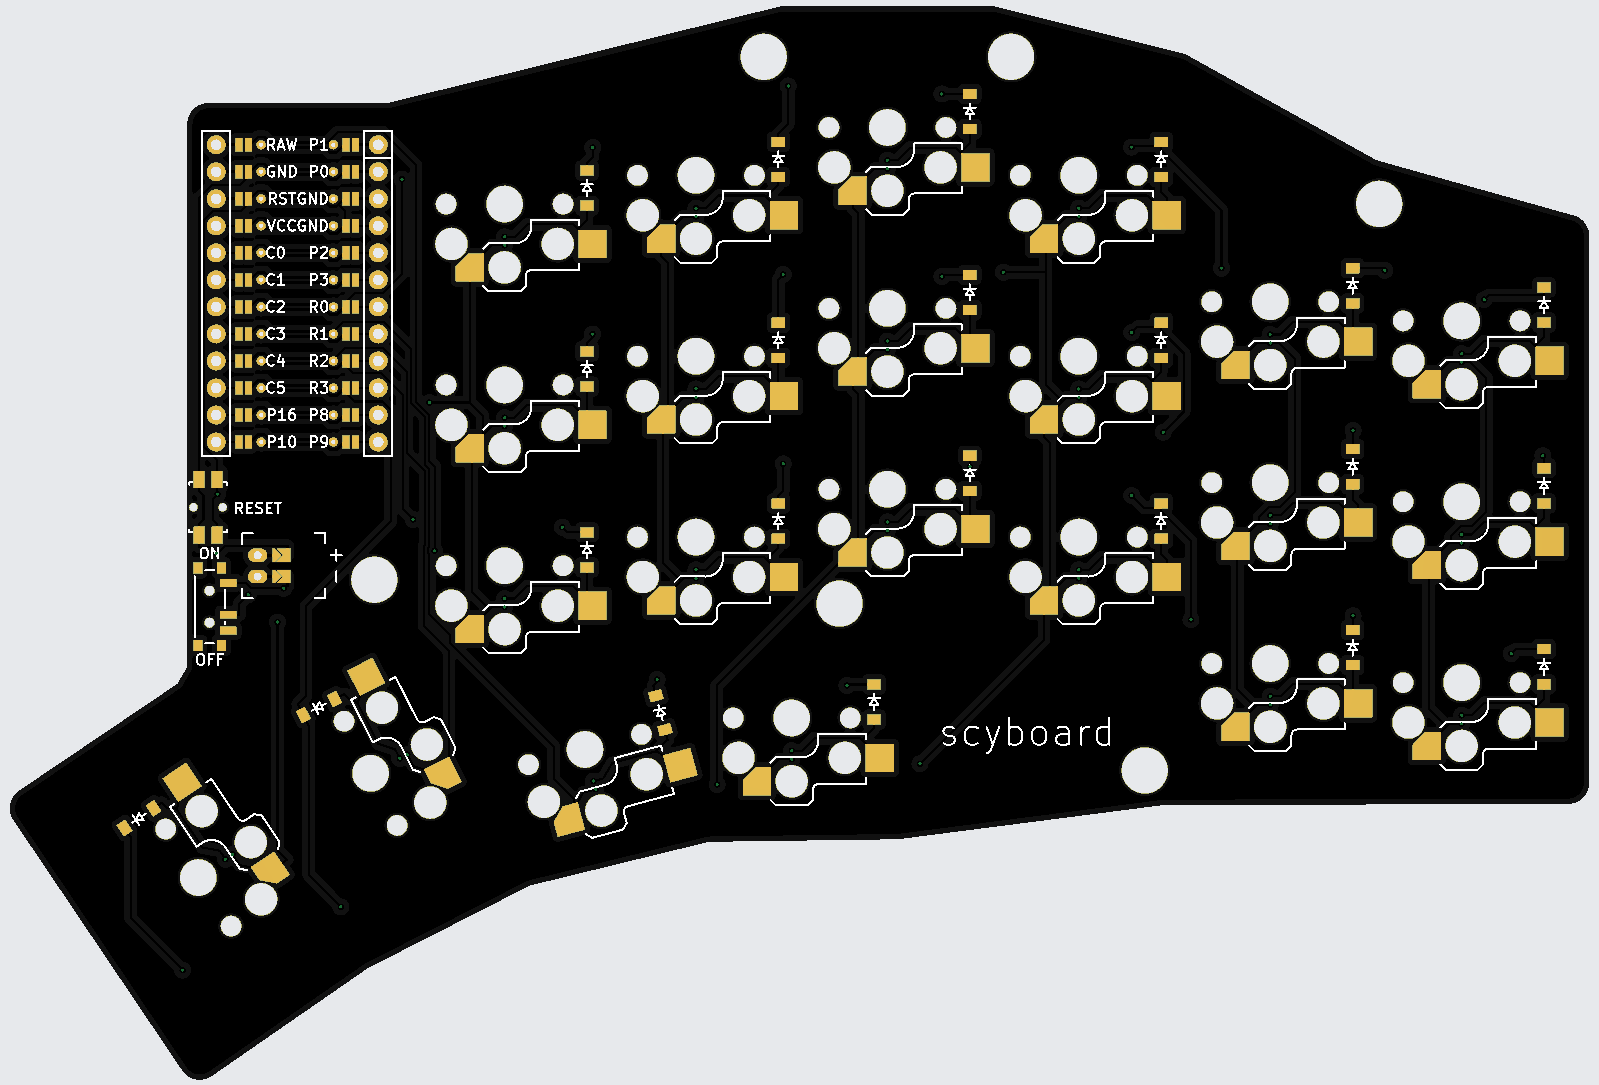 RAW P1
GND P0
RSTGND
VCCGND
C0 P2
C1 P3
C2 R0
C3 R1
C4 R2
C5 R3
P16 P8
P10 P9
RESET
ON
+
OFF
scyboard